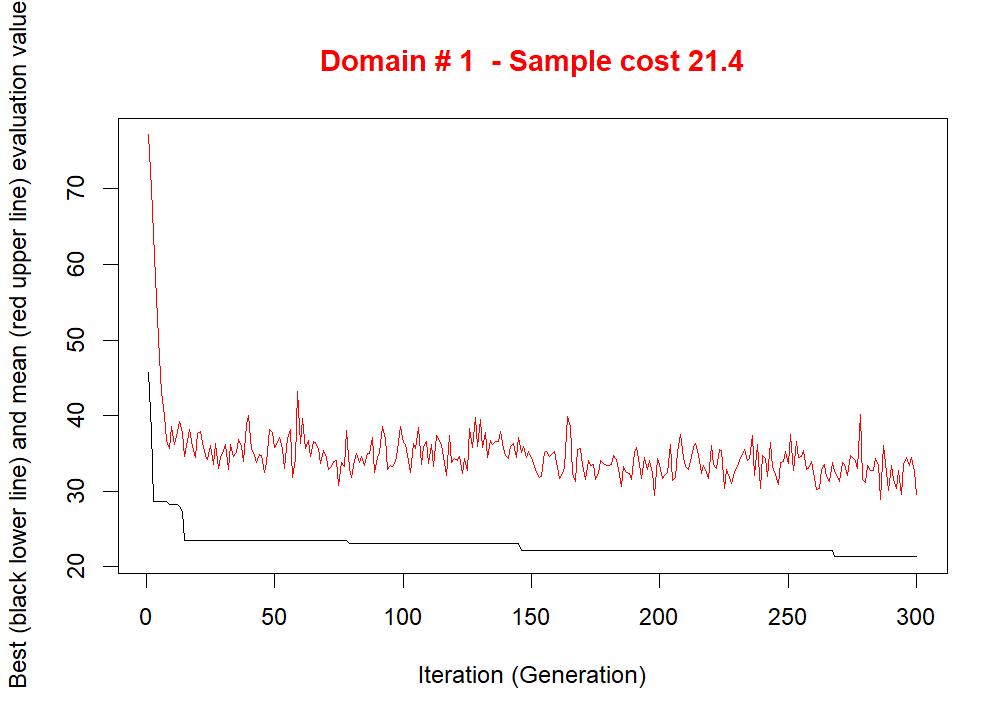 Domain # 1 - Sample cost 21.4
Best (black lower line) and mean (red upper line) evaluation value
70
60
50
40
30
20
0 50 100 150 200 250 300
Iteration (Generation)